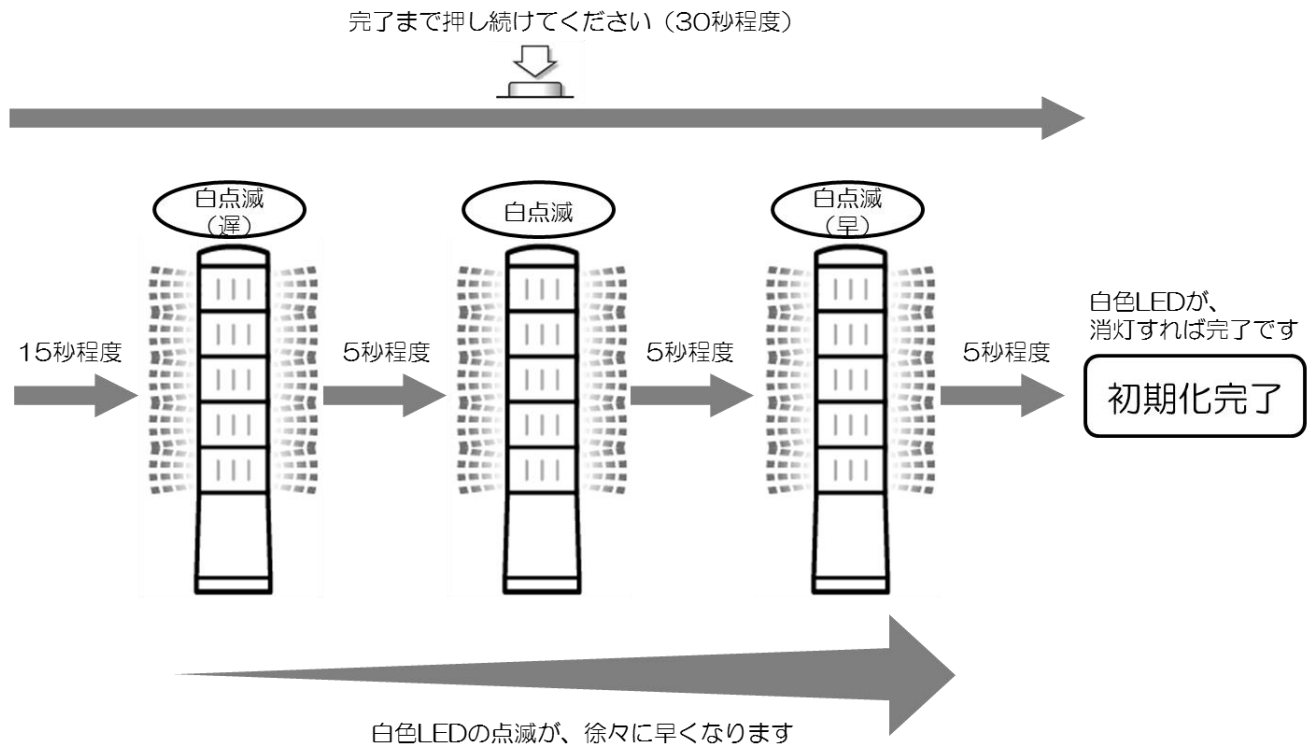 完了まで押し続けてください（30秒程度）
白点滅
（遅）
白点滅
白点滅
（早）
15秒程度
5秒程度
5秒程度
5秒程度
白色LEDが、
消灯すれば完了です
初期化完了
白色LEDの点滅が、徐々に早くなります